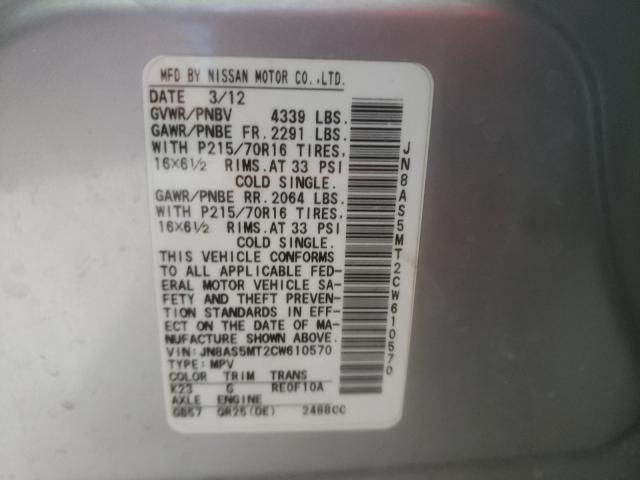 MFD BY NISSAN MOTOR CO.,LTD.
DATE 3/12
GVWR/PNBV 4339 LBS.
GAWR/PNBE FR.2291 LBS.
WITH P215/70R16 TIRES,
16X6½ RIMS.AT 33 PSI
COLD SINGLE.
GAWR/PNBE RR.2064 LBS.
WITH P215/70R16 TIRES,
16X6½ RIMS.AT 33 PSI
COLD SINGLE.
THIS VEHICLE CONFORMS
TO ALL APPLICABLE FED-
ERAL MOTOR VEHICLE SA-
FETY AND THEFT PREVEN-
TION STANDARDS IN EFF-
ECT ON THE DATE OF MA-
NUFACTURE SHOWN ABOVE.
VIN: JN8AS5MT2CW610570
TYPE: MPV
COLOR TRIM TRANS
K23 G RE0F10A
AXLE ENGINE
GB57 QR25(DE) 2488CC
JN8AS5MT2CW610570